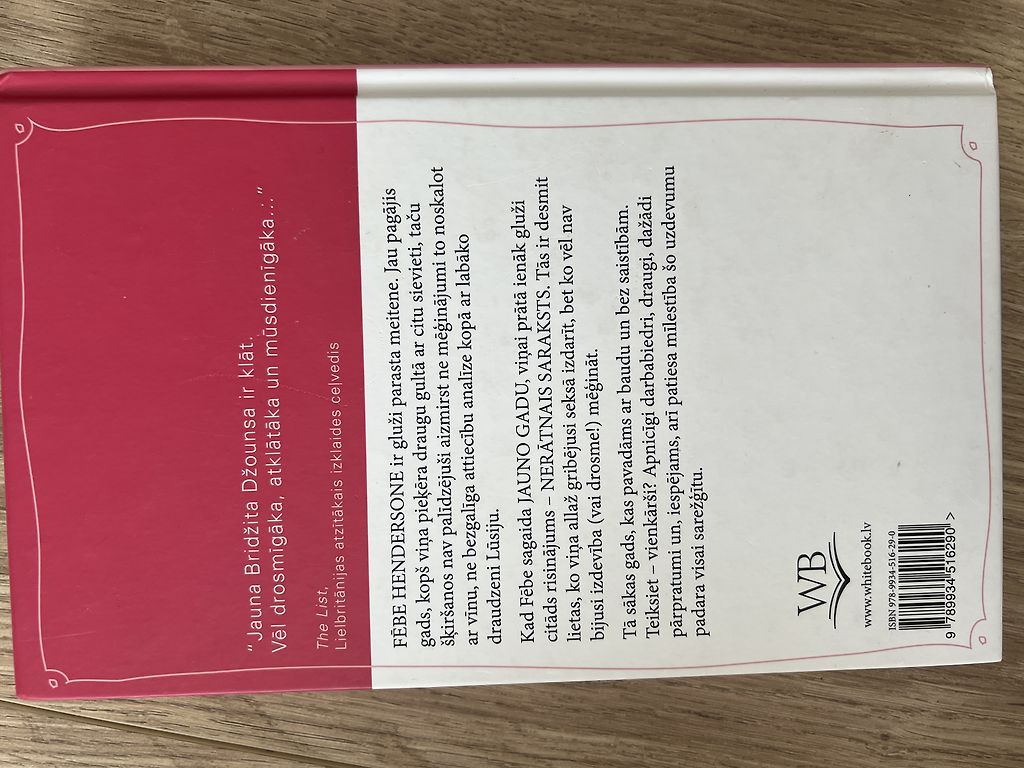 “Jauna Bridžita Džounsa ir klāt.
Vēl drosmīgāka, atklātāka un mūsdienīgāka...”
The List,
Lielbritānijas atzītākais izklaides ceļvedis
FĒBE HENDERSONE ir gluži parasta meitene. Jau pagājis
gads, kopš viņa pieķēra draugu gultā ar citu sievieti, taču
šķiršanos nav palīdzējuši aizmirst ne mēģinājumi to noskalot
ar vīnu, ne bezgalīga attiecību analīze kopā ar labāko
draudzeni Lusiju.
Kad Fēbe sagaida JAUNO GADU, viņai prātā ienāk gluži
citāds risinājums – NERĀTNAIS SARAKSTS. Tās ir desmit
lietas, ko viņa allaž gribējusi seksā izdarīt, bet ko vēl nav
bijusi izdevība (vai drosme!) mēģināt.
Tā sākas gads, kas pavadāms ar baudu un bez saistībām.
Teiksiet – vienkārši? Apnicīgi darbabiedri, draugi, dažādi
pārpratumi un, iespējams, arī patiesa mīlestība šo uzdevumu
padara visai sarežģītu.
WB
www.whitebook.lv
ISBN 978-9934-516-29-0
9 789934 516290 >